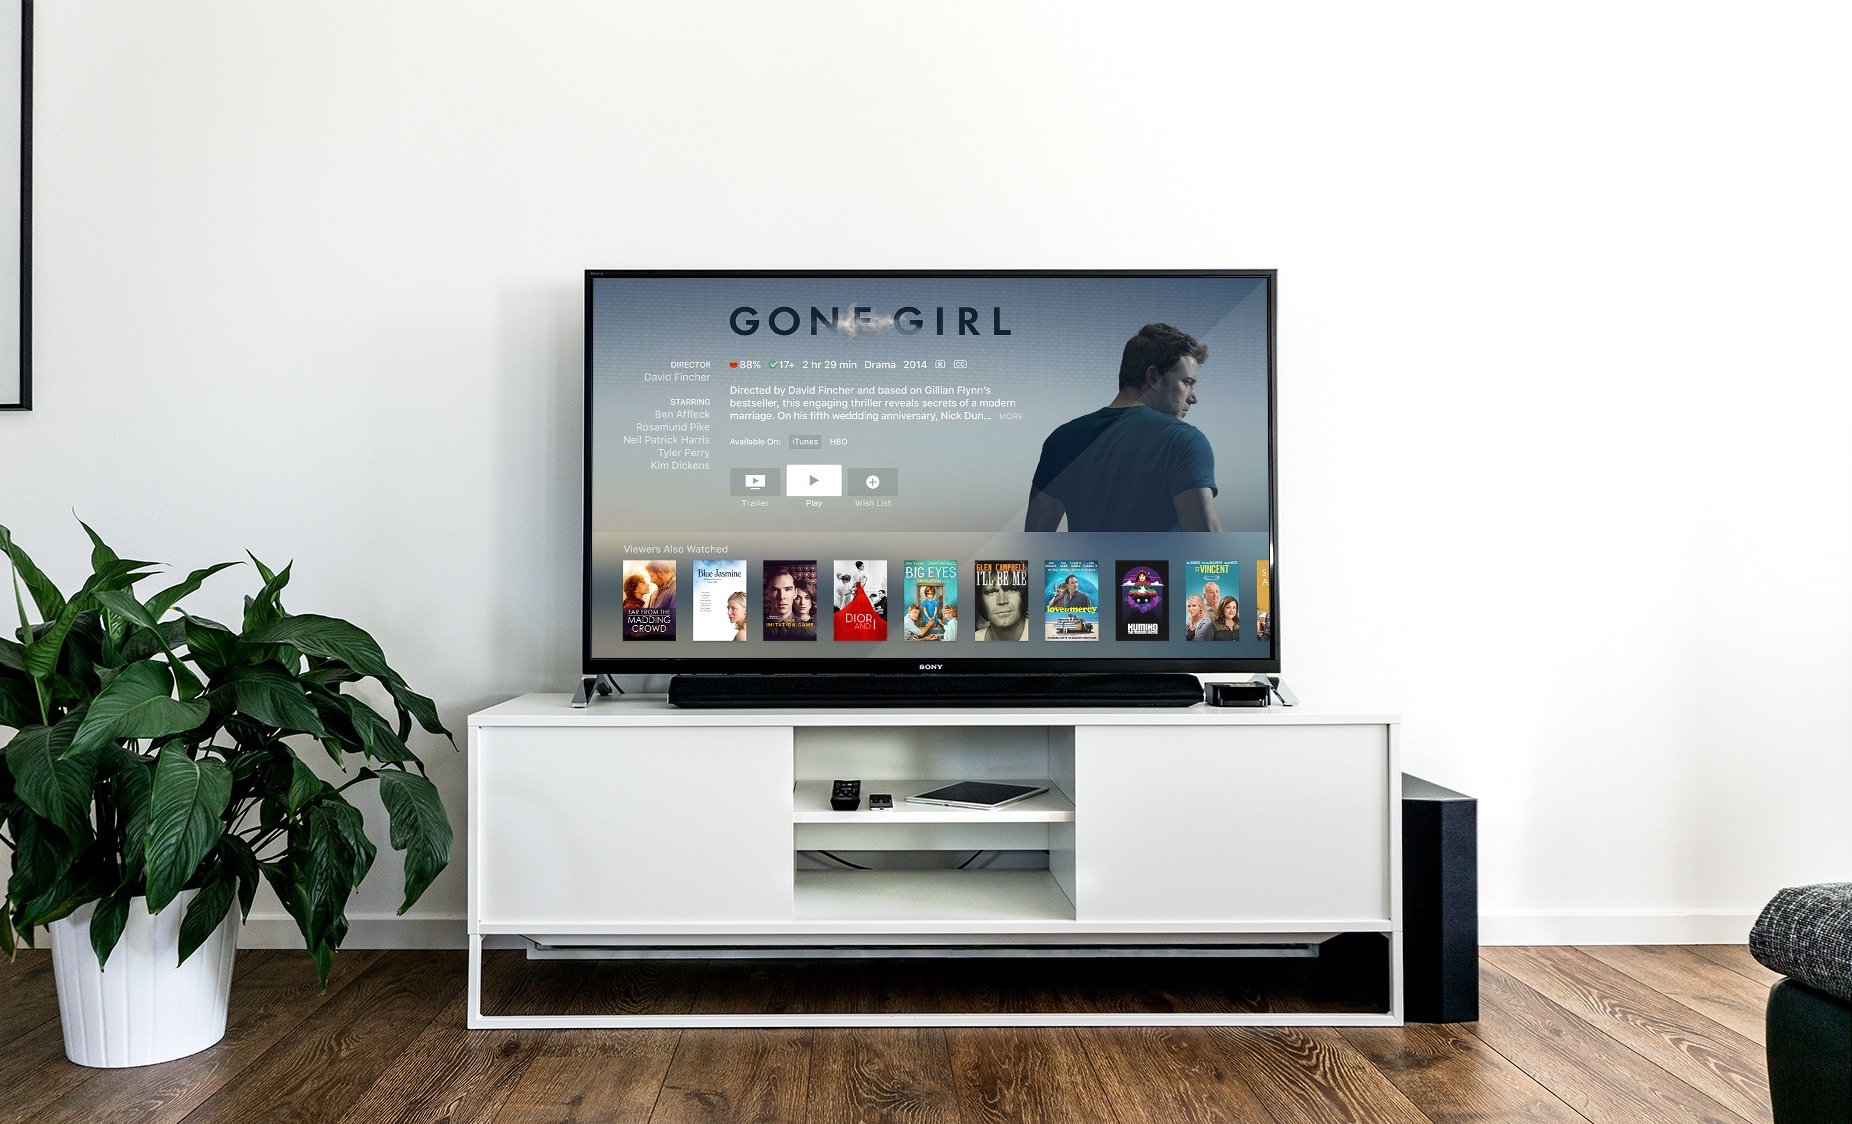 GONE GIRL
DIRECTOR
David Fincher
STARRING
Ben Affleck
Rosamund Pike
Neil Patrick Harris
Tyler Perry
Kim Dickens
88% 17+ 2 hr 29 min Drama 2014 R CC
Directed by David Fincher and based on Gillian Flynn's
bestseller, this engaging thriller reveals secrets of a modern
marriage. On his fifth weddding anniversary, Nick Dun... MORE
Available On: iTunes HBO
Trailer Play Wish List
Viewers Also Watched
FAR FROM THE
MADDING
CROWD
Blue Jasmine
IMITATION GAME
DIOR
AND I
BIG EYES
GLEN CAMPBELL
I'LL BE ME
love&mercy
KUMIKO
ST. VINCENT
S
A
SONY